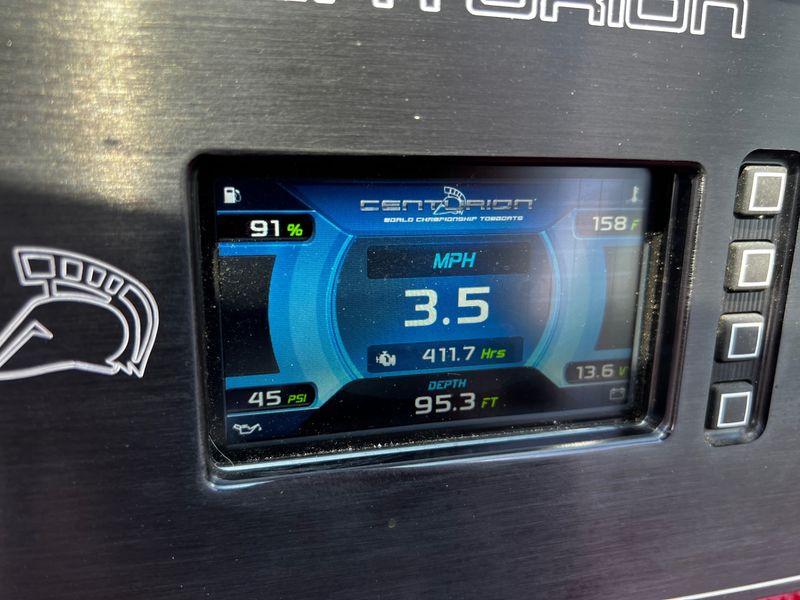 CENTURION
CENTURION
WORLD CHAMPIONSHIP TOWBOATS
91 %
158 F
MPH
3.5
411.7 Hrs
45 PSI
13.6 V
DEPTH
95.3 FT